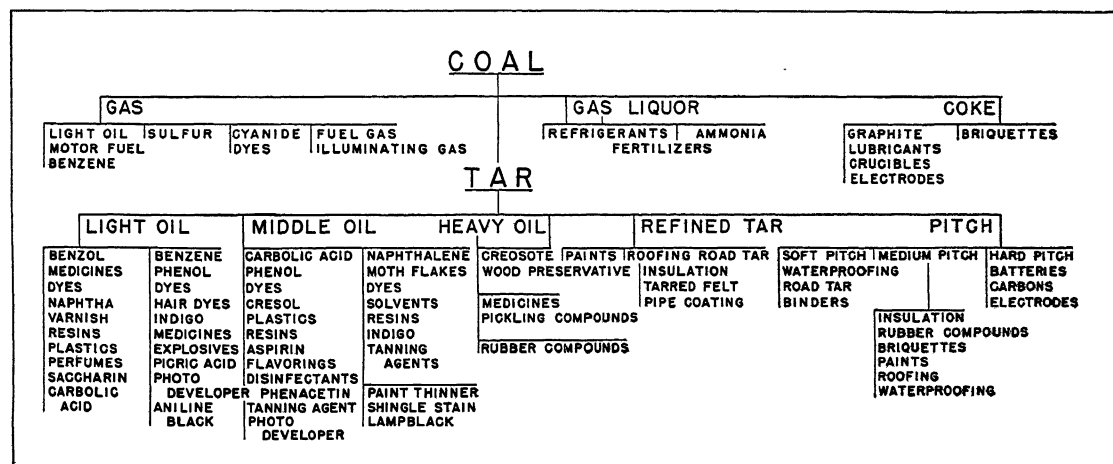 COAL
GAS
GAS LIQUOR
COKE
LIGHT OIL
MOTOR FUEL
BENZENE
SULFUR
CYANIDE
DYES
FUEL GAS
ILLUMINATING GAS
REFRIGERANTS
AMMONIA
FERTILIZERS
GRAPHITE
LUBRICANTS
CRUCIBLES
ELECTRODES
BRIQUETTES
TAR
LIGHT OIL
MIDDLE OIL
HEAVY OIL
REFINED TAR
PITCH
BENZOL
MEDICINES
DYES
NAPHTHA
VARNISH
RESINS
PLASTICS
PERFUMES
SACCHARIN
CARBOLIC
ACID
BENZENE
PHENOL
DYES
HAIR DYES
INDIGO
MEDICINES
EXPLOSIVES
PICRIC ACID
PHOTO
DEVELOPER
ANILINE
BLACK
CARBOLIC ACID
PHENOL
DYES
CRESOL
PLASTICS
RESINS
ASPIRIN
FLAVORINGS
DISINFECTANTS
PHENACETIN
TANNING AGENT
PHOTO
DEVELOPER
NAPHTHALENE
MOTH FLAKES
DYES
SOLVENTS
RESINS
INDIGO
TANNING
AGENTS
PAINT THINNER
SHINGLE STAIN
LAMPBLACK
CREOSOTE
WOOD PRESERVATIVE
MEDICINES
PICKLING COMPOUNDS
RUBBER COMPOUNDS
PAINTS
ROOFING ROAD TAR
INSULATION
TARRED FELT
PIPE COATING
SOFT PITCH
WATERPROOFING
ROAD TAR
BINDERS
MEDIUM PITCH
INSULATION
RUBBER COMPOUNDS
BRIQUETTES
PAINTS
ROOFING
WATERPROOFING
HARD PITCH
BATTERIES
CARBONS
ELECTRODES